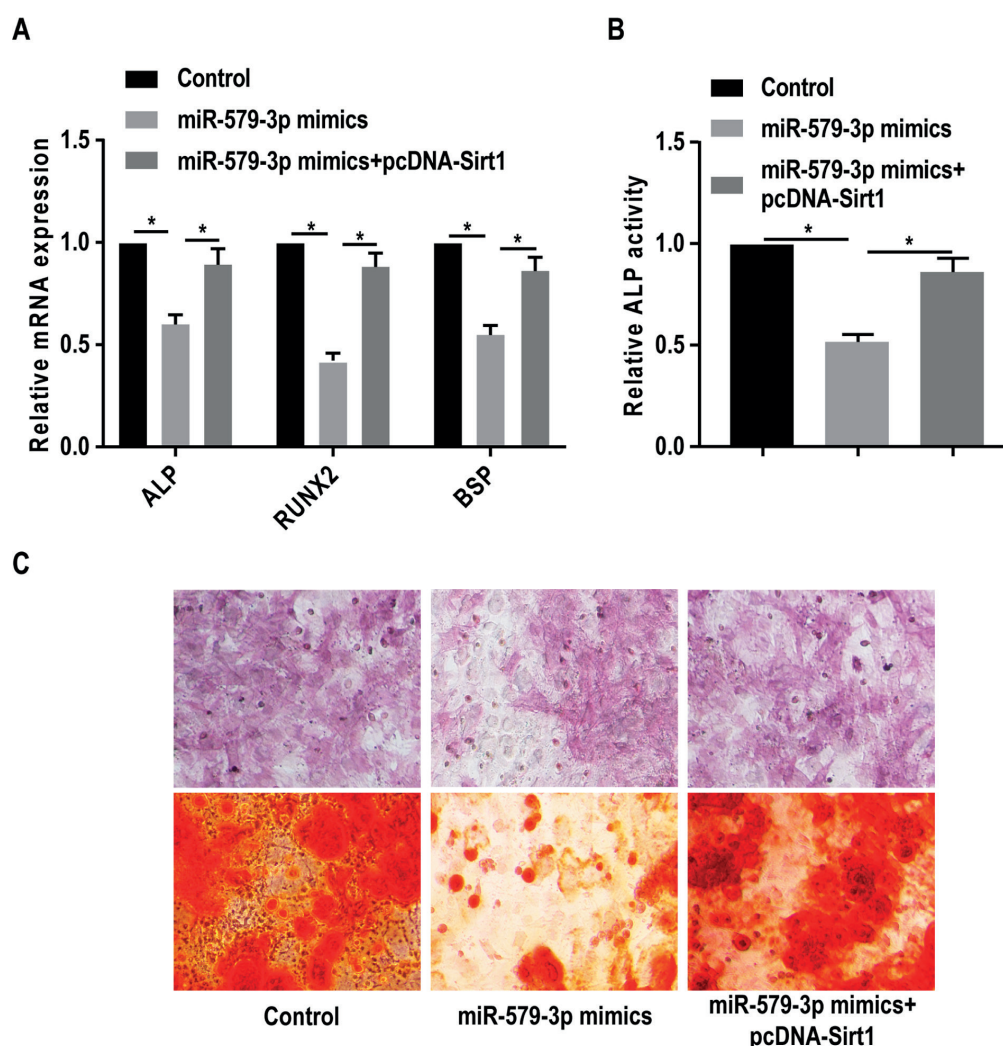 A
Control
miR-579-3p mimics
miR-579-3p mimics+pcDNA-Sirt1
Relative mRNA expression
1.5
1.0
0.5
0.0
* * * * * *
ALP
RUNX2
BSP
B
Control
miR-579-3p mimics
miR-579-3p mimics+
pcDNA-Sirt1
Relative ALP activity
1.5
1.0
0.5
0.0
* *
C
Control
miR-579-3p mimics
miR-579-3p mimics+
pcDNA-Sirt1